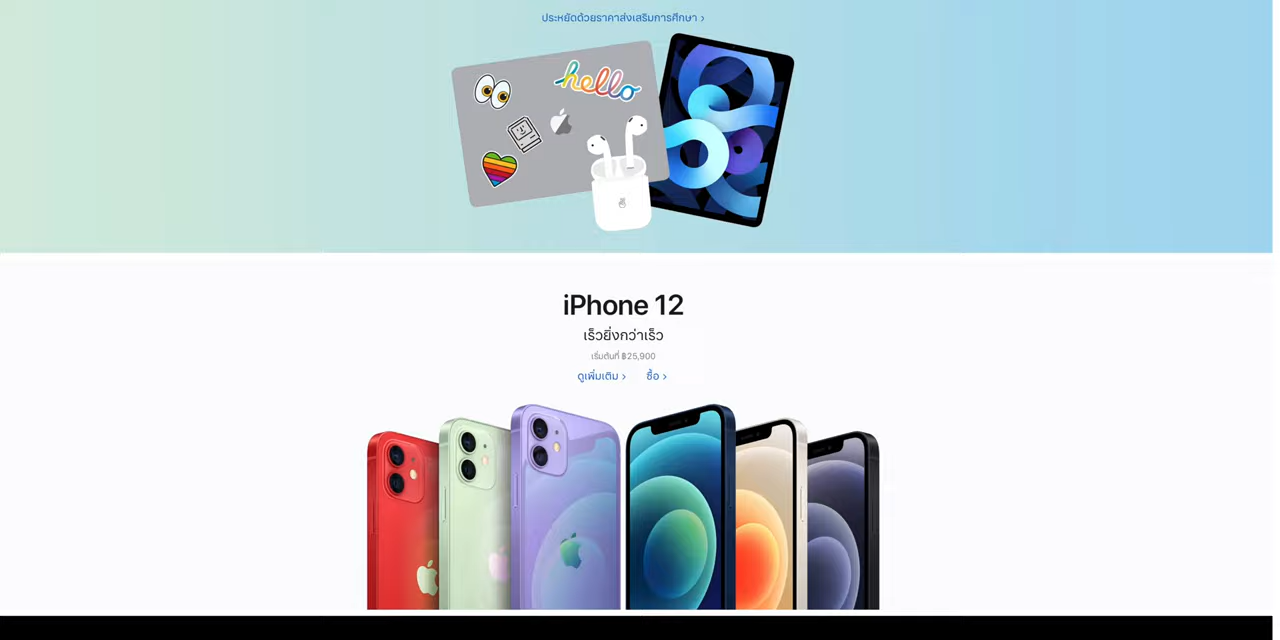 ประหยัดด้วยราคาส่งเสริมการศึกษา >
hello
iPhone 12
เร็วยิ่งกว่าเร็ว
เริ่มต้นที่ ฿25,900
ดูเพิ่มเติม > ซื้อ >